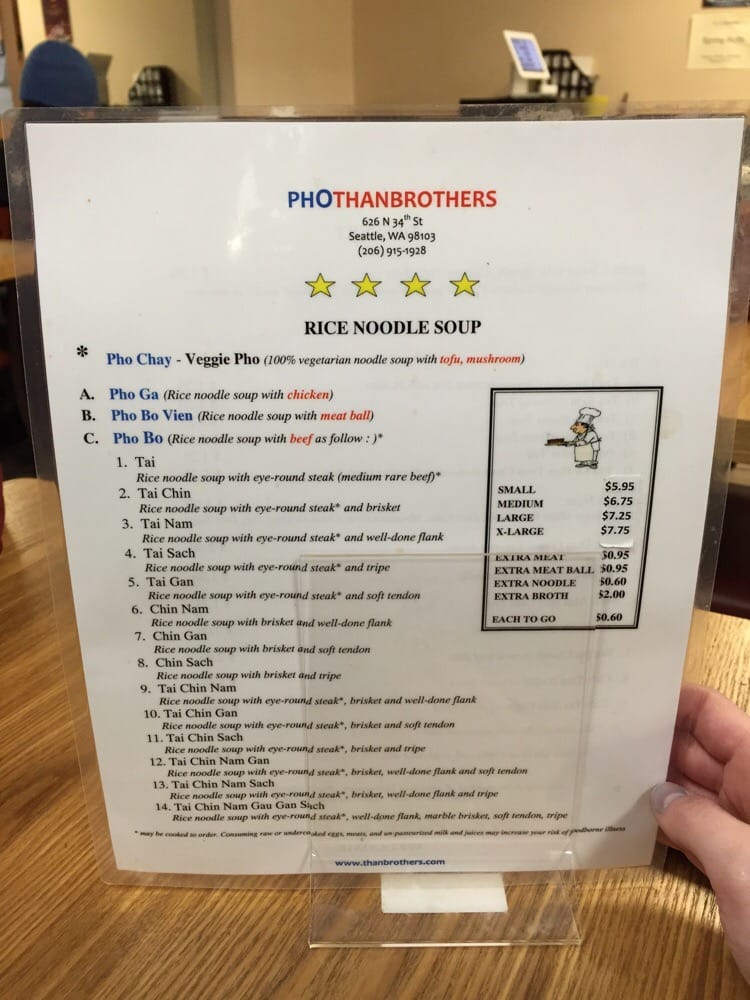 PHOTHANBROTHERS
626 N 34th St
Seattle, WA 98103
(206) 915-1928
RICE NOODLE SOUP
* Pho Chay - Veggie Pho (100% vegetarian noodle soup with tofu, mushroom)
A. Pho Ga (Rice noodle soup with chicken)
B. Pho Bo Vien (Rice noodle soup with meat ball)
C. Pho Bo (Rice noodle soup with beef as follow : )*
1. Tai
Rice noodle soup with eye-round steak (medium rare beef)*
2. Tai Chin
Rice noodle soup with eye-round steak* and brisket
3. Tai Nam
Rice noodle soup with eye-round steak* and well-done flank
4. Tai Sach
Rice noodle soup with eye-round steak* and tripe
5. Tai Gan
Rice noodle soup with eye-round steak* and soft tendon
6. Chin Nam
Rice noodle soup with brisket and well-done flank
7. Chin Gan
Rice noodle soup with brisket and soft tendon
8. Chin Sach
Rice noodle soup with brisket and tripe
9. Tai Chin Nam
Rice noodle soup with eye-round steak*, brisket and well-done flank
10. Tai Chin Gan
Rice noodle soup with eye-round steak*, brisket and soft tendon
11. Tai Chin Sach
Rice noodle soup with eye-round steak*, brisket and tripe
12. Tai Chin Nam Gan
Rice noodle soup with eye-round steak*, brisket, well-done flank and soft tendon
13. Tai Chin Nam Sach
Rice noodle soup with eye-round steak*, brisket, well-done flank and tripe
14. Tai Chin Nam Gau Gan Sach
Rice noodle soup with eye-round steak*, well-done flank, marble brisket, soft tendon, tripe
* may be cooked to order. Consuming raw or undercooked eggs, meats, and un-pasteurized milk and juices may increase your risk of foodborne illness
www.thanbrothers.com
SMALL $5.95
MEDIUM $6.75
LARGE $7.25
X-LARGE $7.75
EXTRA MEAT $0.95
EXTRA MEAT BALL $0.95
EXTRA NOODLE $0.60
EXTRA BROTH $2.00
EACH TO GO $0.60